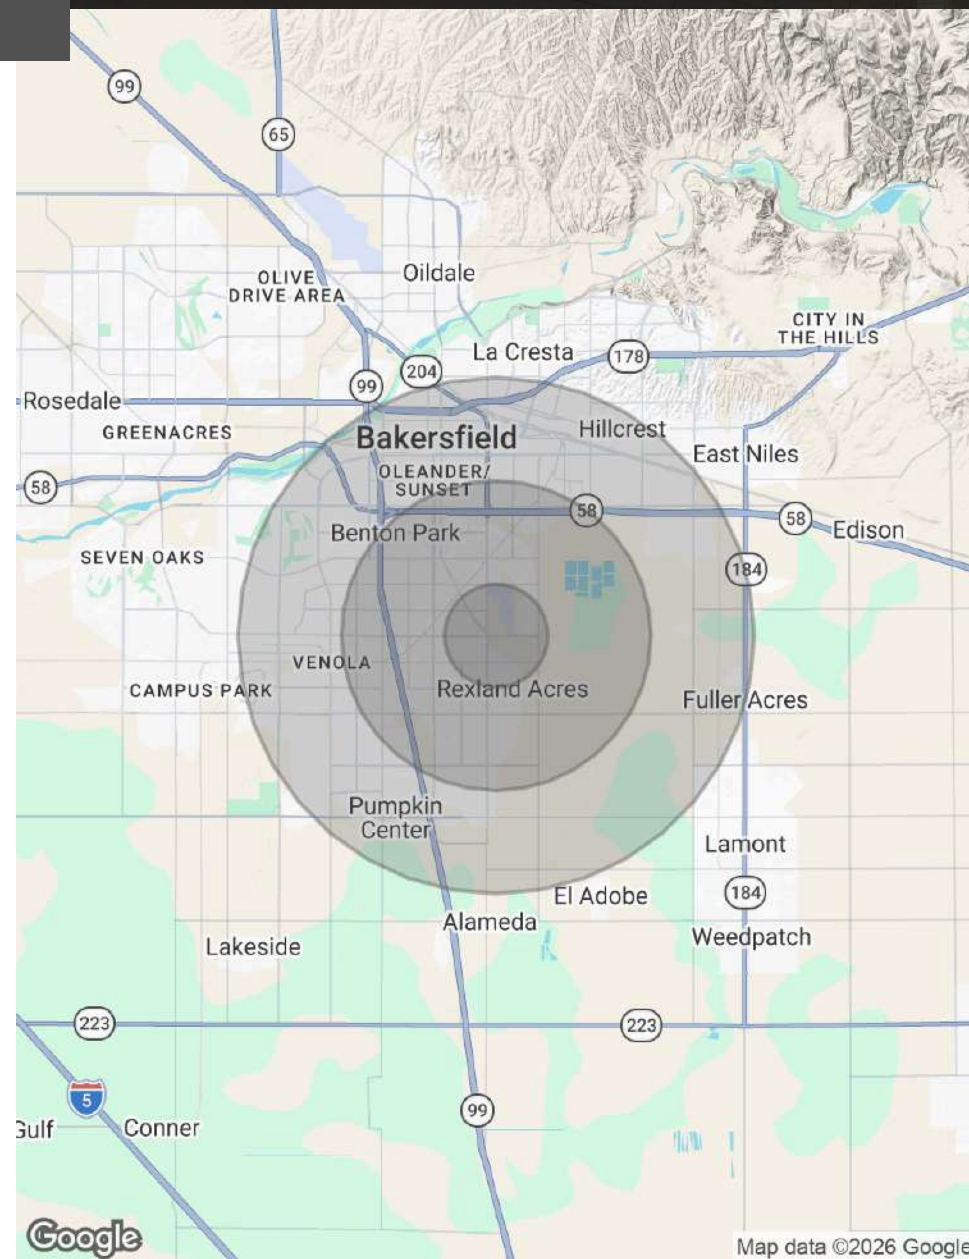 99
65
Oildale
OLIVE
DRIVE AREA
CITY IN
THE HILLS
La Cresta
178
204
99
Rosedale
GREENACRES
Bakersfield
Hillcrest
East Niles
OLEANDER/
SUNSET
58
58
58
Edison
Benton Park
SEVEN OAKS
184
VENOLA
CAMPUS PARK
Rexland Acres
Fuller Acres
Pumpkin
Center
Lamont
184
El Adobe
Alameda
Weedpatch
Lakeside
223
223
5
99
Gulf
Conner
Google
Map data ©2026 Google